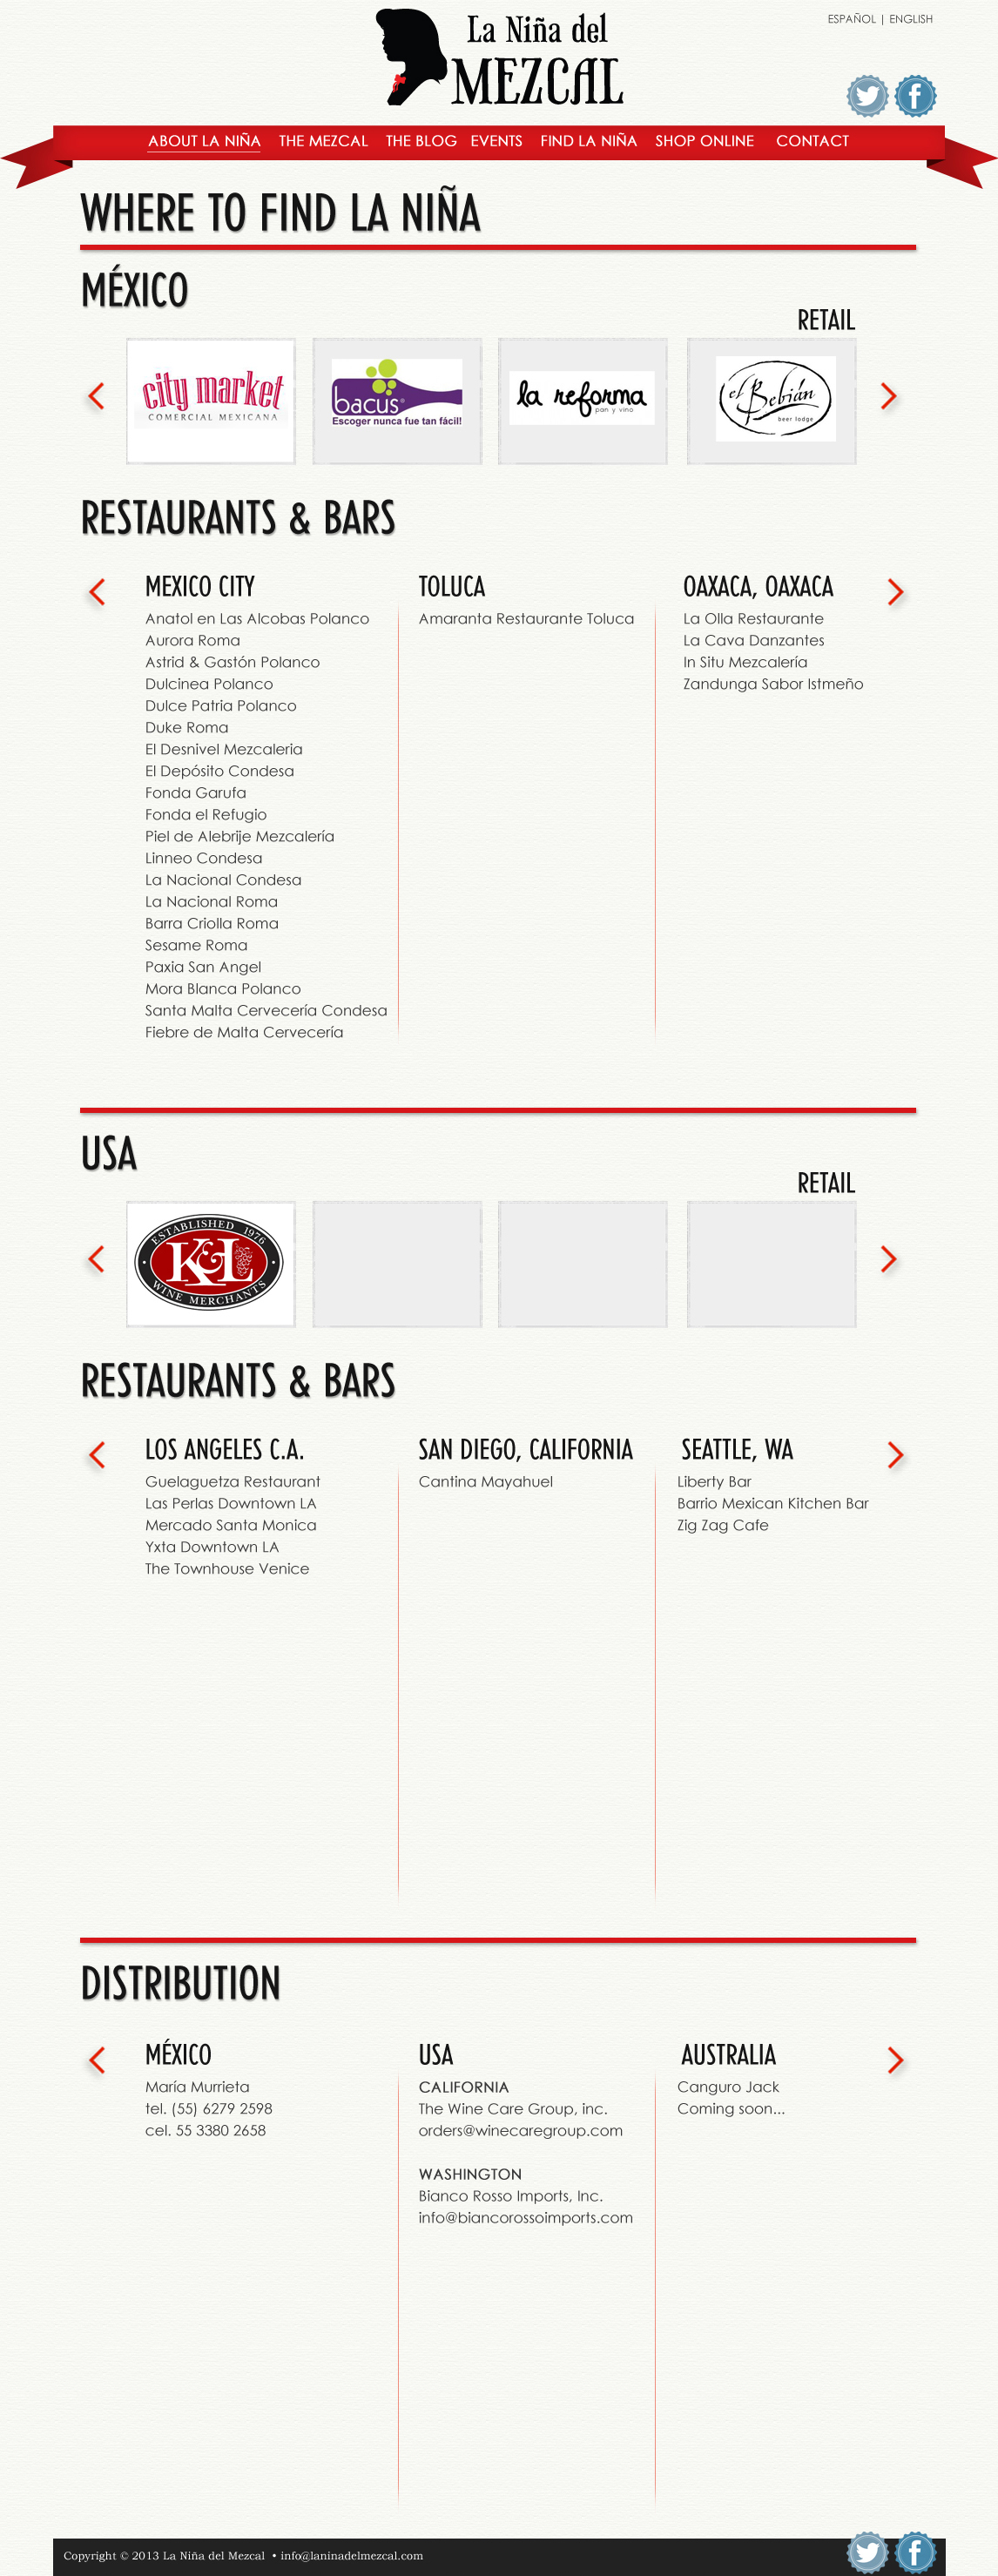 La Niña del
MEZCAL
ESPAÑOL | ENGLISH
ABOUT LA NIÑA THE MEZCAL THE BLOG EVENTS FIND LA NIÑA SHOP ONLINE CONTACT
WHERE TO FIND LA NIÑA
MÉXICO
RETAIL
city market
COMERCIAL MEXICANA
bacus®
Escoger nunca fue tan fácil!
la reforma
pan y vino
el Bebián
beer lodge
RESTAURANTS & BARS
MEXICO CITY
Anatol en Las Alcobas Polanco
Aurora Roma
Astrid & Gastón Polanco
Dulcinea Polanco
Dulce Patria Polanco
Duke Roma
El Desnivel Mezcaleria
El Depósito Condesa
Fonda Garufa
Fonda el Refugio
Piel de Alebrije Mezcalería
Linneo Condesa
La Nacional Condesa
La Nacional Roma
Barra Criolla Roma
Sesame Roma
Paxia San Angel
Mora Blanca Polanco
Santa Malta Cervecería Condesa
Fiebre de Malta Cervecería
TOLUCA
Amaranta Restaurante Toluca
OAXACA, OAXACA
La Olla Restaurante
La Cava Danzantes
In Situ Mezcalería
Zandunga Sabor Istmeño
USA
RETAIL
ESTABLISHED 1976
K&L
WINE MERCHANTS
RESTAURANTS & BARS
LOS ANGELES C.A.
Guelaguetza Restaurant
Las Perlas Downtown LA
Mercado Santa Monica
Yxta Downtown LA
The Townhouse Venice
SAN DIEGO, CALIFORNIA
Cantina Mayahuel
SEATTLE, WA
Liberty Bar
Barrio Mexican Kitchen Bar
Zig Zag Cafe
DISTRIBUTION
MÉXICO
María Murrieta
tel. (55) 6279 2598
cel. 55 3380 2658
USA
CALIFORNIA
The Wine Care Group, inc.
orders@winecaregroup.com
WASHINGTON
Bianco Rosso Imports, Inc.
info@biancorossoimports.com
AUSTRALIA
Canguro Jack
Coming soon...
Copyright © 2013 La Niña del Mezcal • info@laninadelmezcal.com